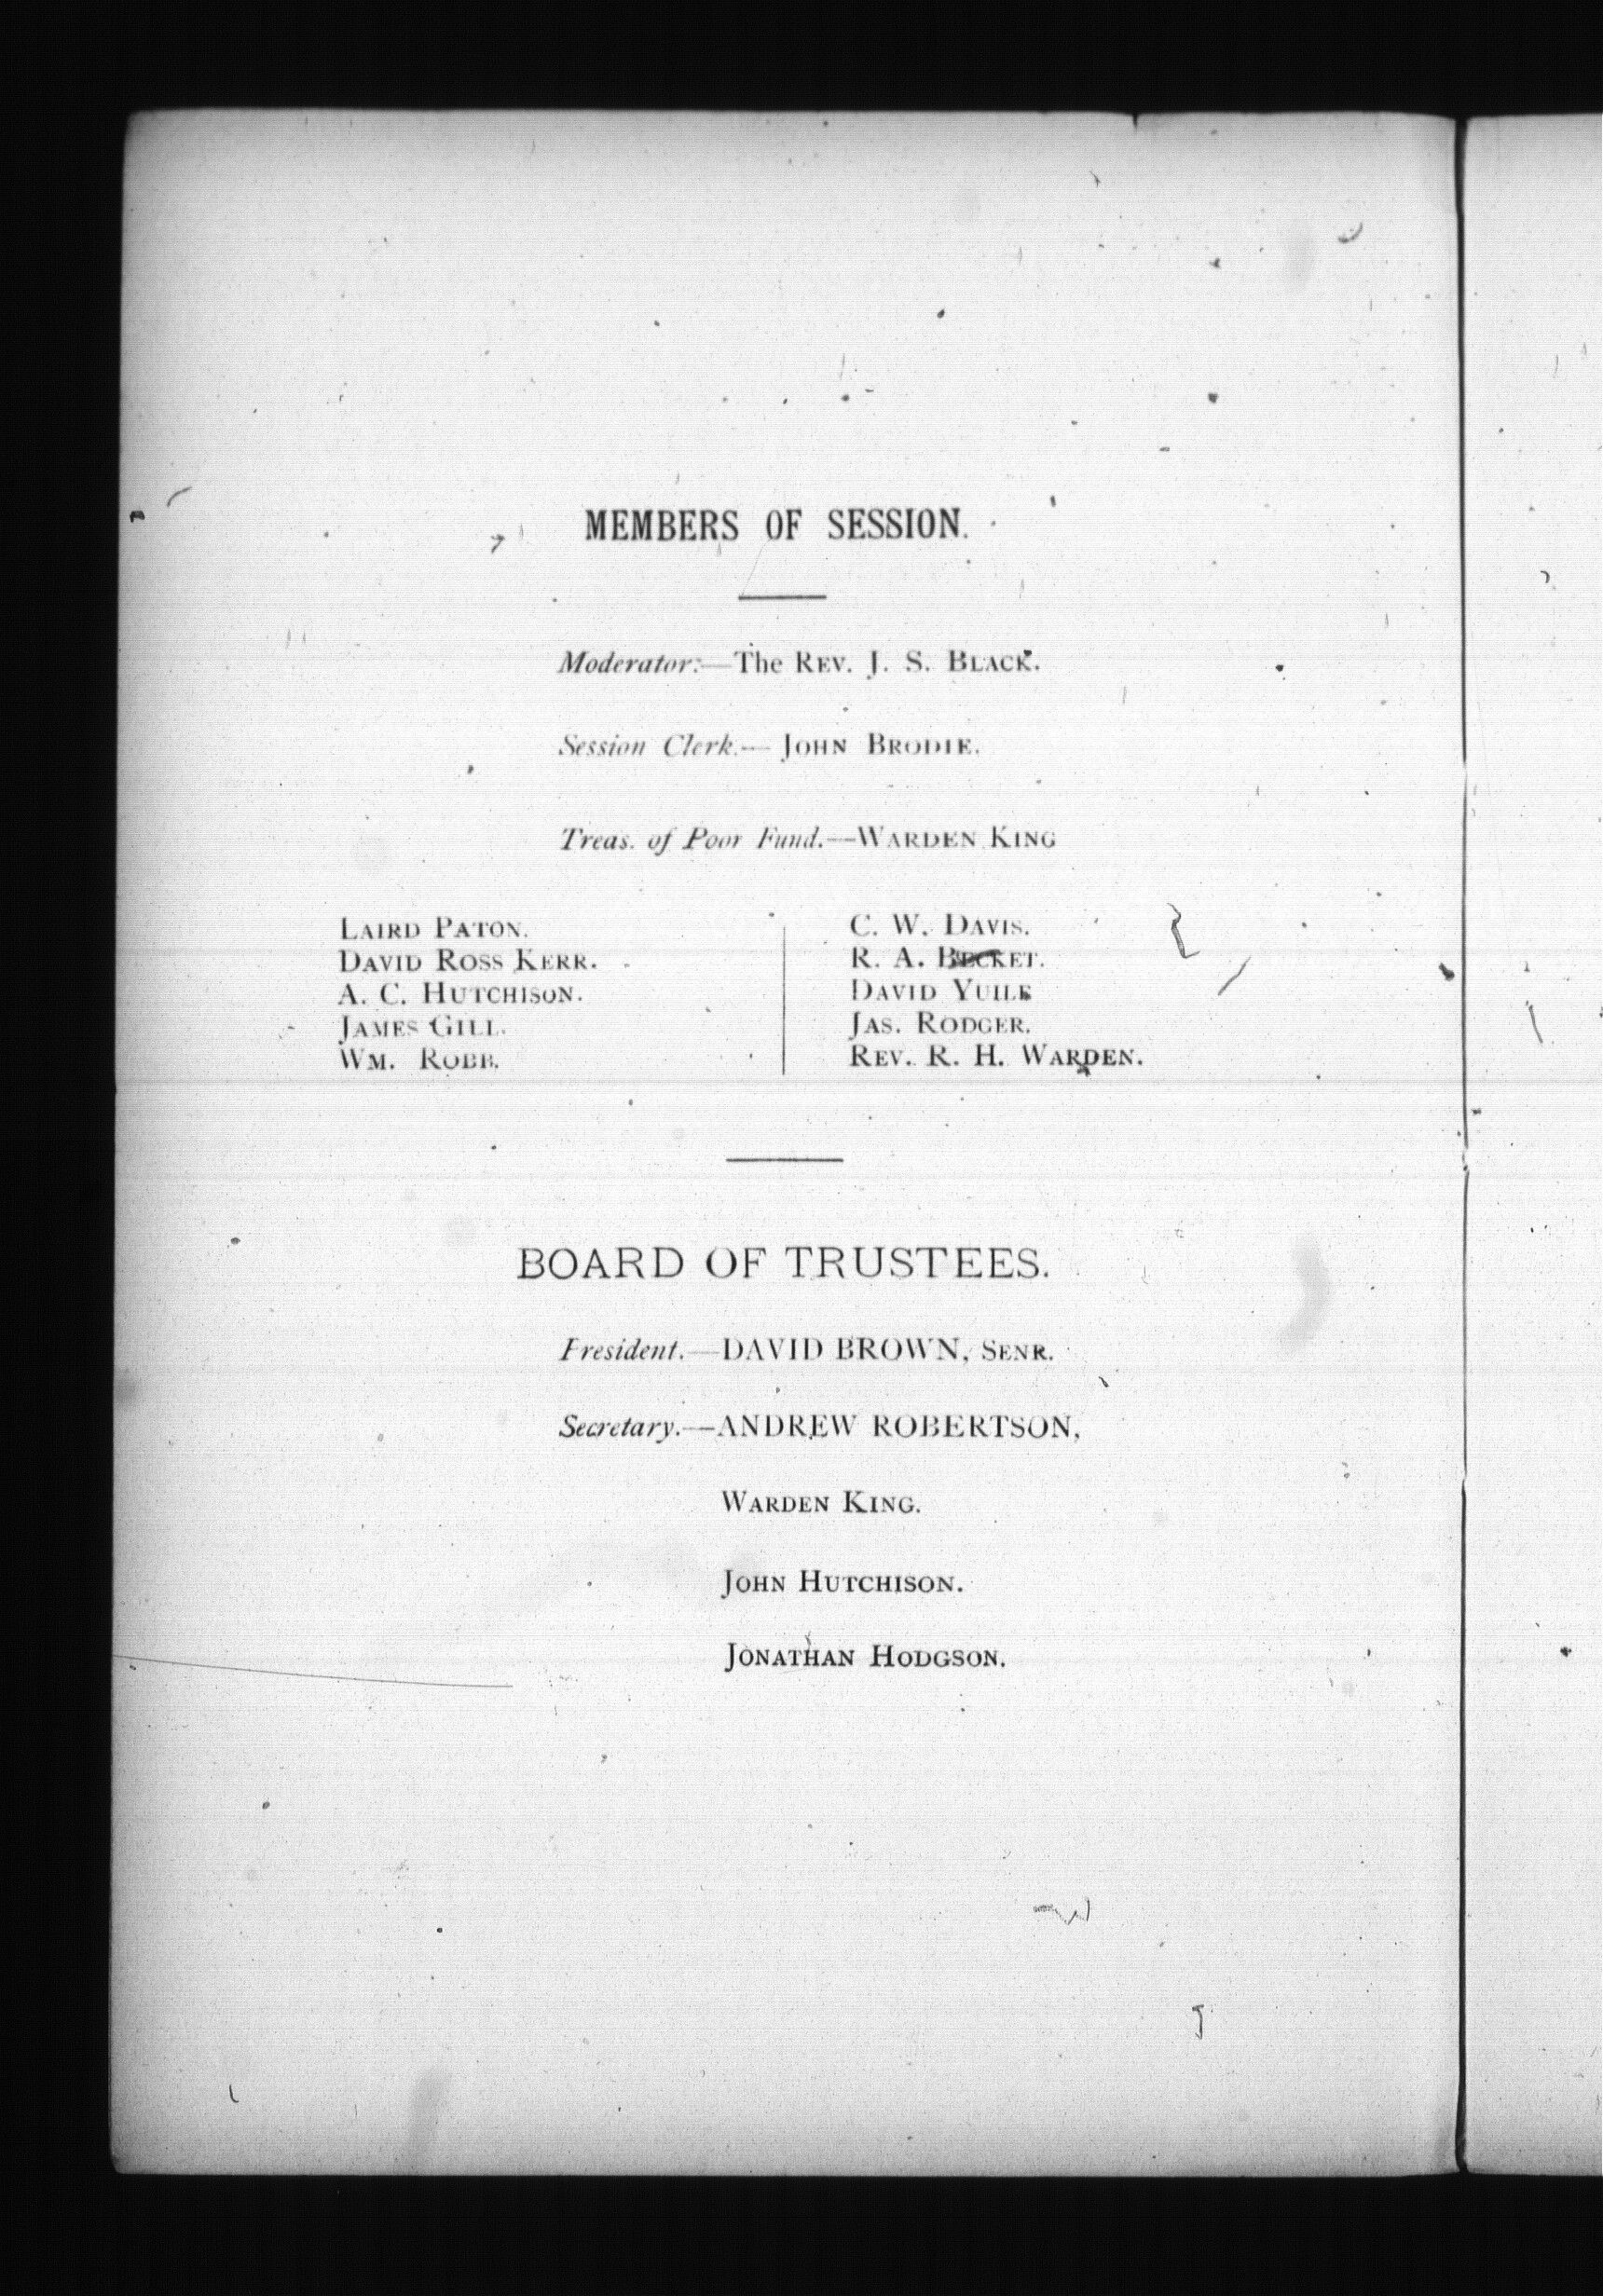 MEMBERS OF SESSION.
Moderator:—The REV. J. S. BLACK.
Session Clerk.—JOHN BRODIE.
Treas. of Poor Fund.—WARDEN KING
LAIRD PATON.
DAVID ROSS KERR.
A. C. HUTCHISON.
JAMES GILL.
WM. ROBB.
C. W. DAVIS.
R. A. BECKET.
DAVID YUILE
JAS. RODGER.
REV. R. H. WARDEN.
BOARD OF TRUSTEES.
President.—DAVID BROWN, SENR.
Secretary.—ANDREW ROBERTSON,
WARDEN KING.
JOHN HUTCHISON.
JONATHAN HODGSON.